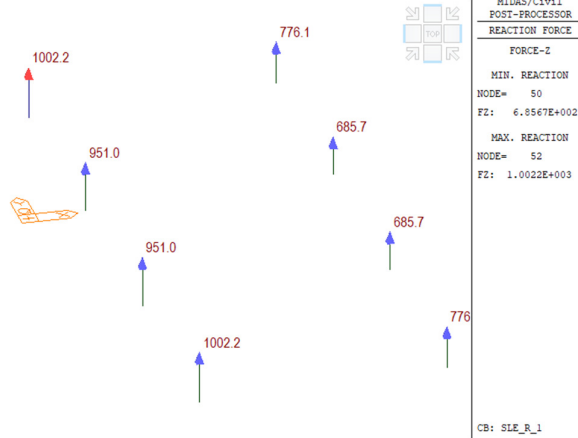 MIDAS/Civil
POST-PROCESSOR
REACTION FORCE
FORCE-Z
MIN. REACTION
NODE= 50
FZ: 6.8567E+002
MAX. REACTION
NODE= 52
FZ: 1.0022E+003
CB: SLE_R_1
TOP
776.1
1002.2
685.7
951.0
685.7
951.0
776
1002.2